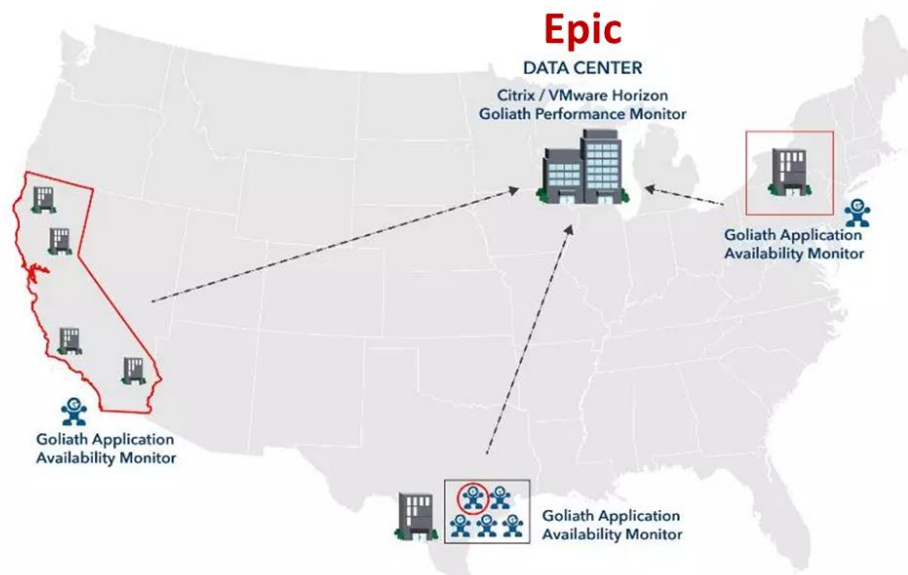 Epic
DATA CENTER
Citrix / VMware Horizon
Goliath Performance Monitor
Goliath Application
Availability Monitor
Goliath Application
Availability Monitor
Goliath Application
Availability Monitor